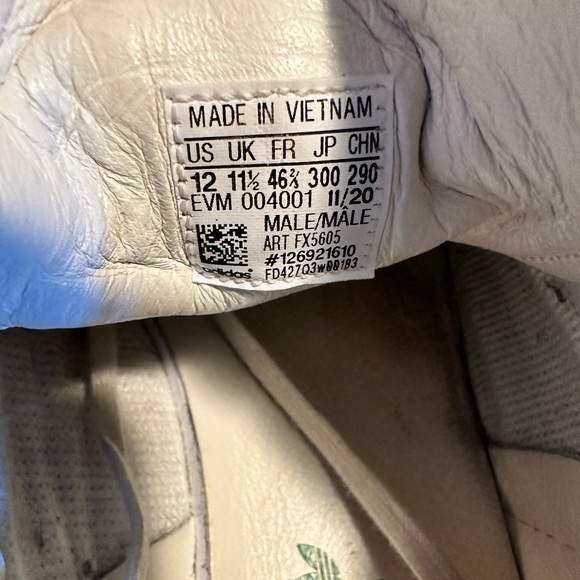 MADE IN VIETNAM
US UK FR JP CHN
12 11½ 46⅔ 300 290
EVM 004001 11/20
MALE/MÂLE
ART FX5605
#126921610
adidas